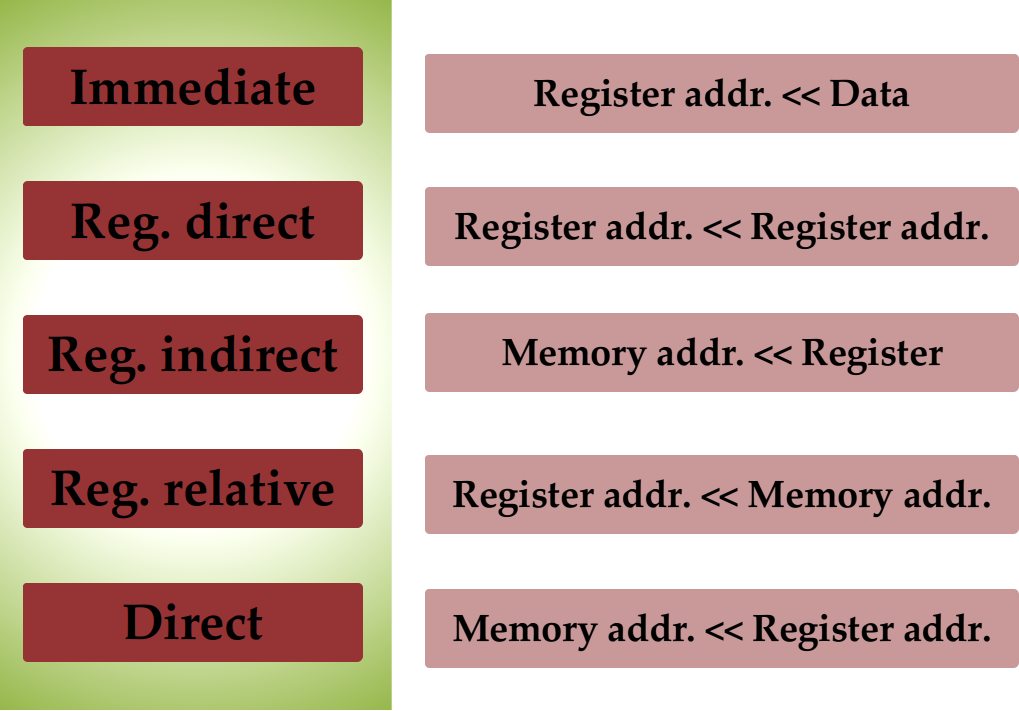 Immediate
Register addr. << Data
Reg. direct
Register addr. << Register addr.
Reg. indirect
Memory addr. << Register
Reg. relative
Register addr. << Memory addr.
Direct
Memory addr. << Register addr.